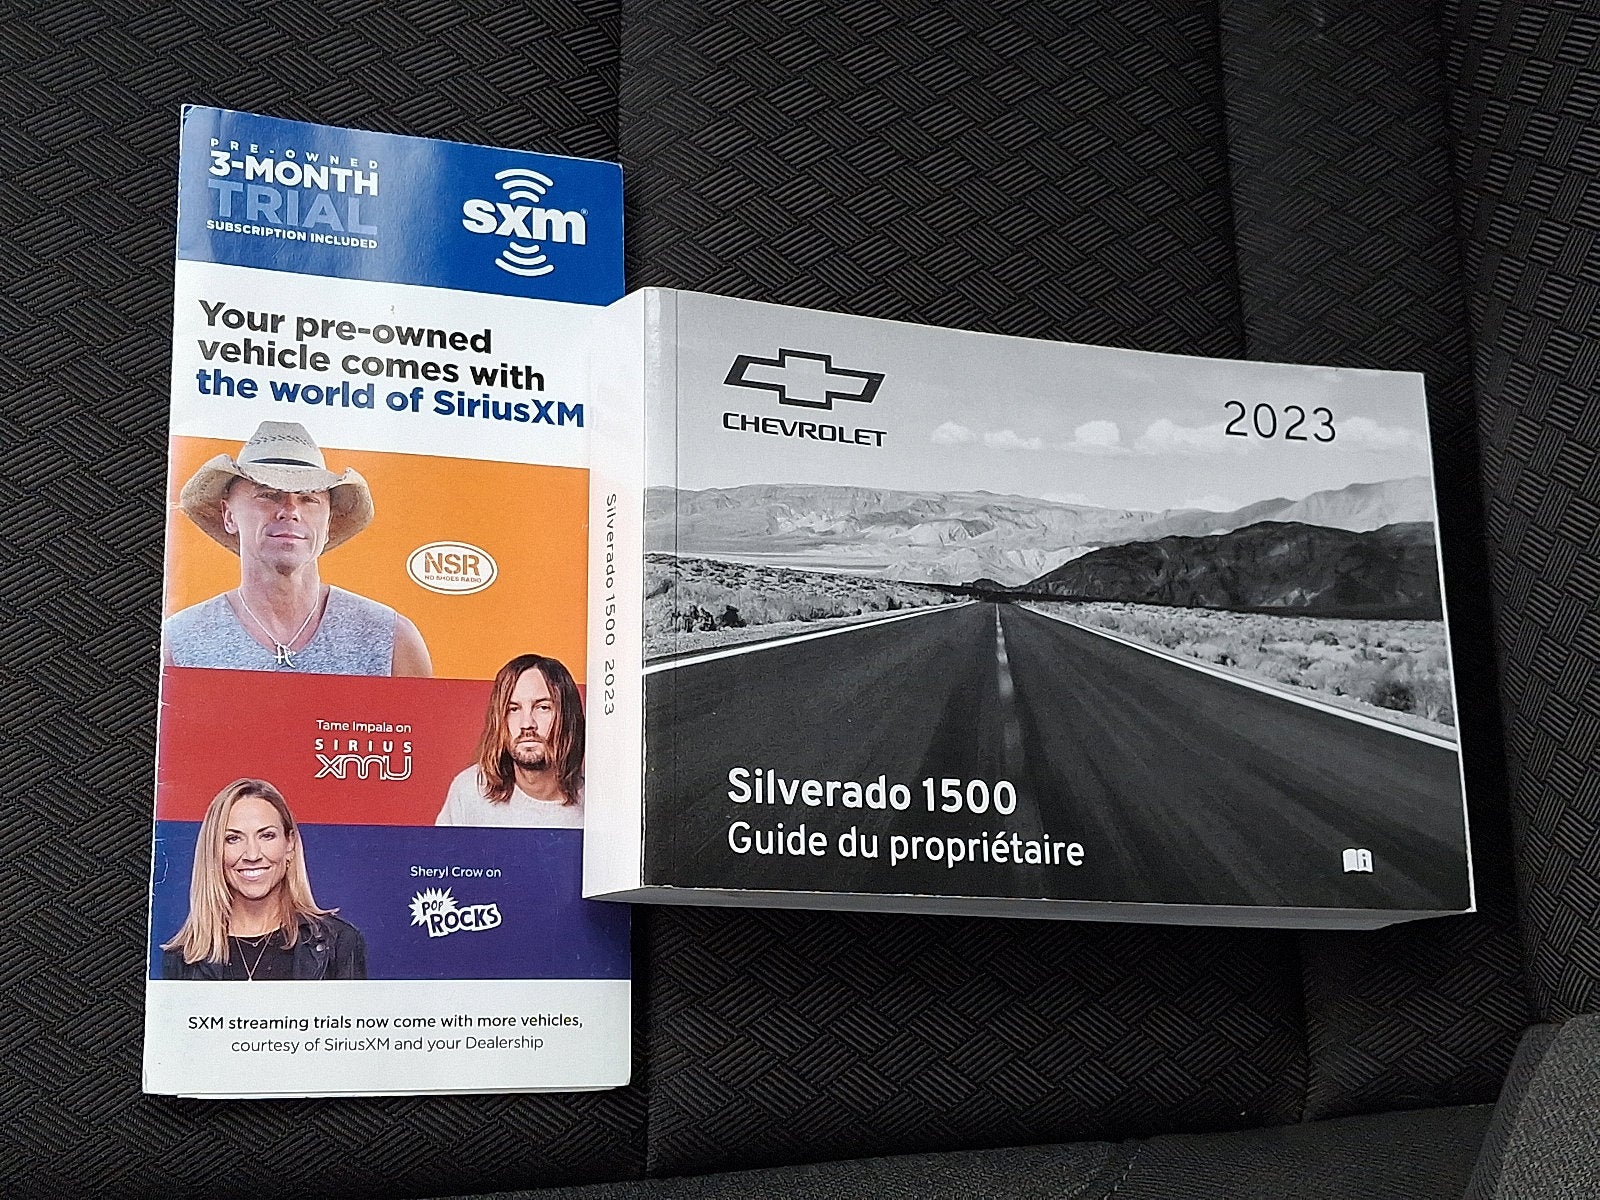 PRE-OWNED
3-MONTH
TRIAL
SUBSCRIPTION INCLUDED
sxm®
Your pre-owned
vehicle comes with
the world of SiriusXM
NSR
NO SHOES RADIO
Tame Impala on
SIRIUS
xmu
Sheryl Crow on
POP
ROCKS
SXM streaming trials now come with more vehicles,
courtesy of SiriusXM and your Dealership
Silverado 1500 2023
CHEVROLET
2023
Silverado 1500
Guide du propriétaire
i